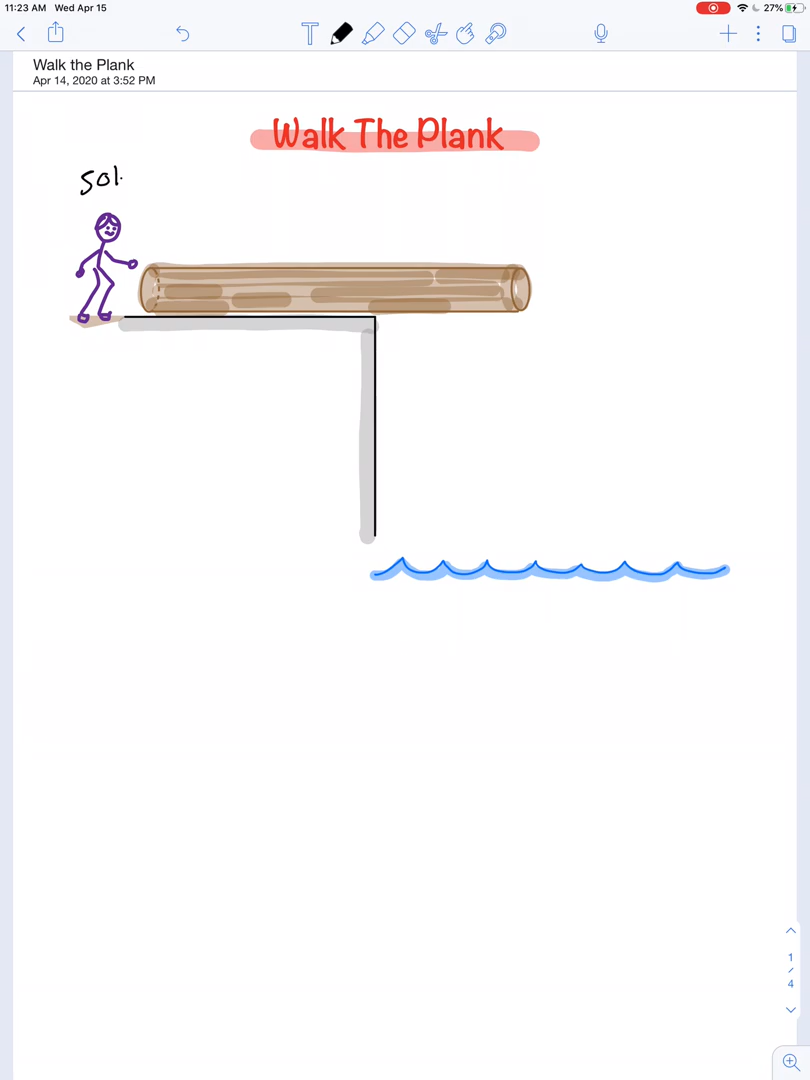 11:23 AM Wed Apr 15
27%
T
Walk the Plank
Apr 14, 2020 at 3:52 PM
Walk The Plank
sol.
1
/
4